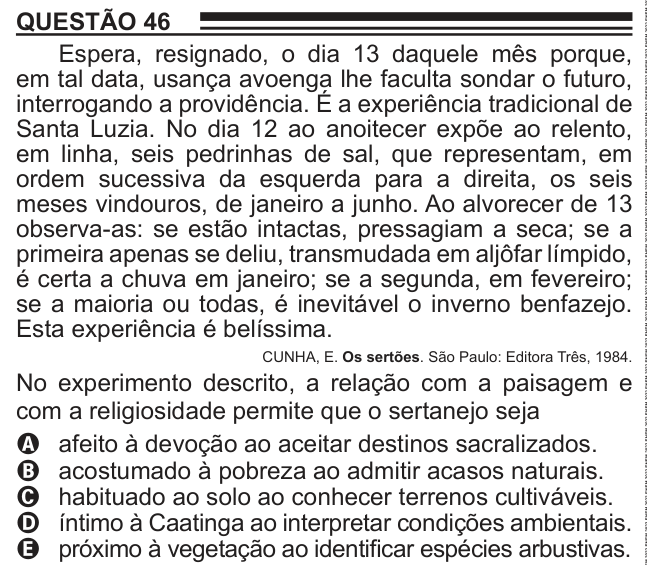 QUESTÃO 46
Espera, resignado, o dia 13 daquele mês porque,
em tal data, usança avoenga lhe faculta sondar o futuro,
interrogando a providência. É a experiência tradicional de
Santa Luzia. No dia 12 ao anoitecer expõe ao relento,
em linha, seis pedrinhas de sal, que representam, em
ordem sucessiva da esquerda para a direita, os seis
meses vindouros, de janeiro a junho. Ao alvorecer de 13
observa-as: se estão intactas, pressagiam a seca; se a
primeira apenas se deliu, transmudada em aljôfar límpido,
é certa a chuva em janeiro; se a segunda, em fevereiro;
se a maioria ou todas, é inevitável o inverno benfazejo.
Esta experiência é belíssima.
CUNHA, E. Os sertões. São Paulo: Editora Três, 1984.
No experimento descrito, a relação com a paisagem e
com a religiosidade permite que o sertanejo seja
A afeito à devoção ao aceitar destinos sacralizados.
B acostumado à pobreza ao admitir acasos naturais.
C habituado ao solo ao conhecer terrenos cultiváveis.
D íntimo à Caatinga ao interpretar condições ambientais.
E próximo à vegetação ao identificar espécies arbustivas.